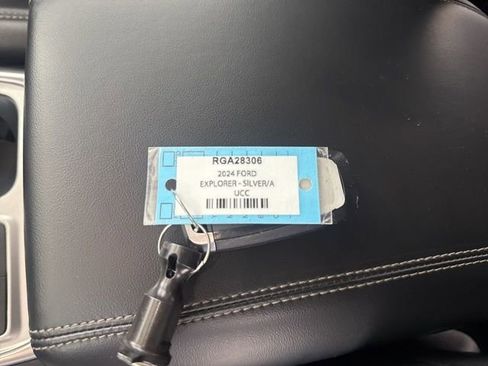 RGA28306
2024 FORD
EXPLORER - SILVER/A
UCC